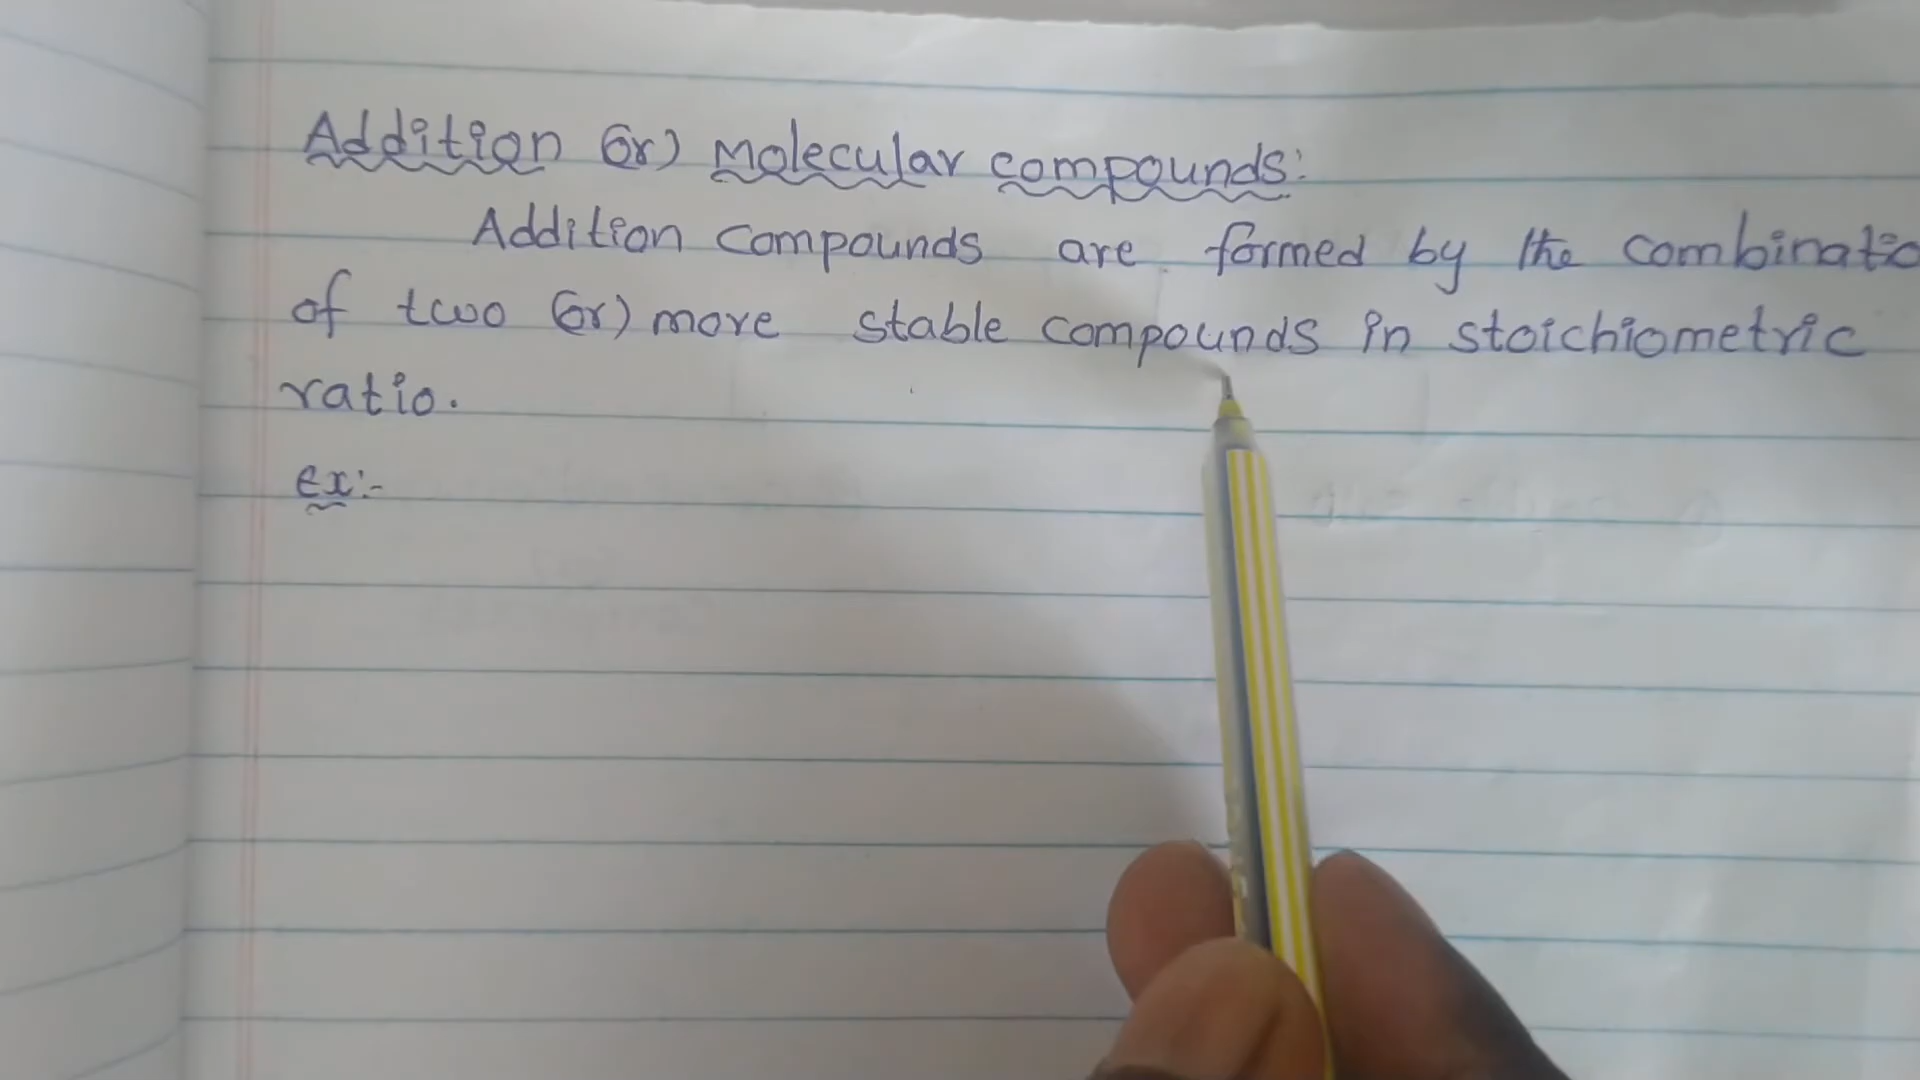 Addition (or) Molecular compounds:
Addition compounds are formed by the combinatio
of two (or) more stable compounds in stoichiometric
ratio.
ex:-